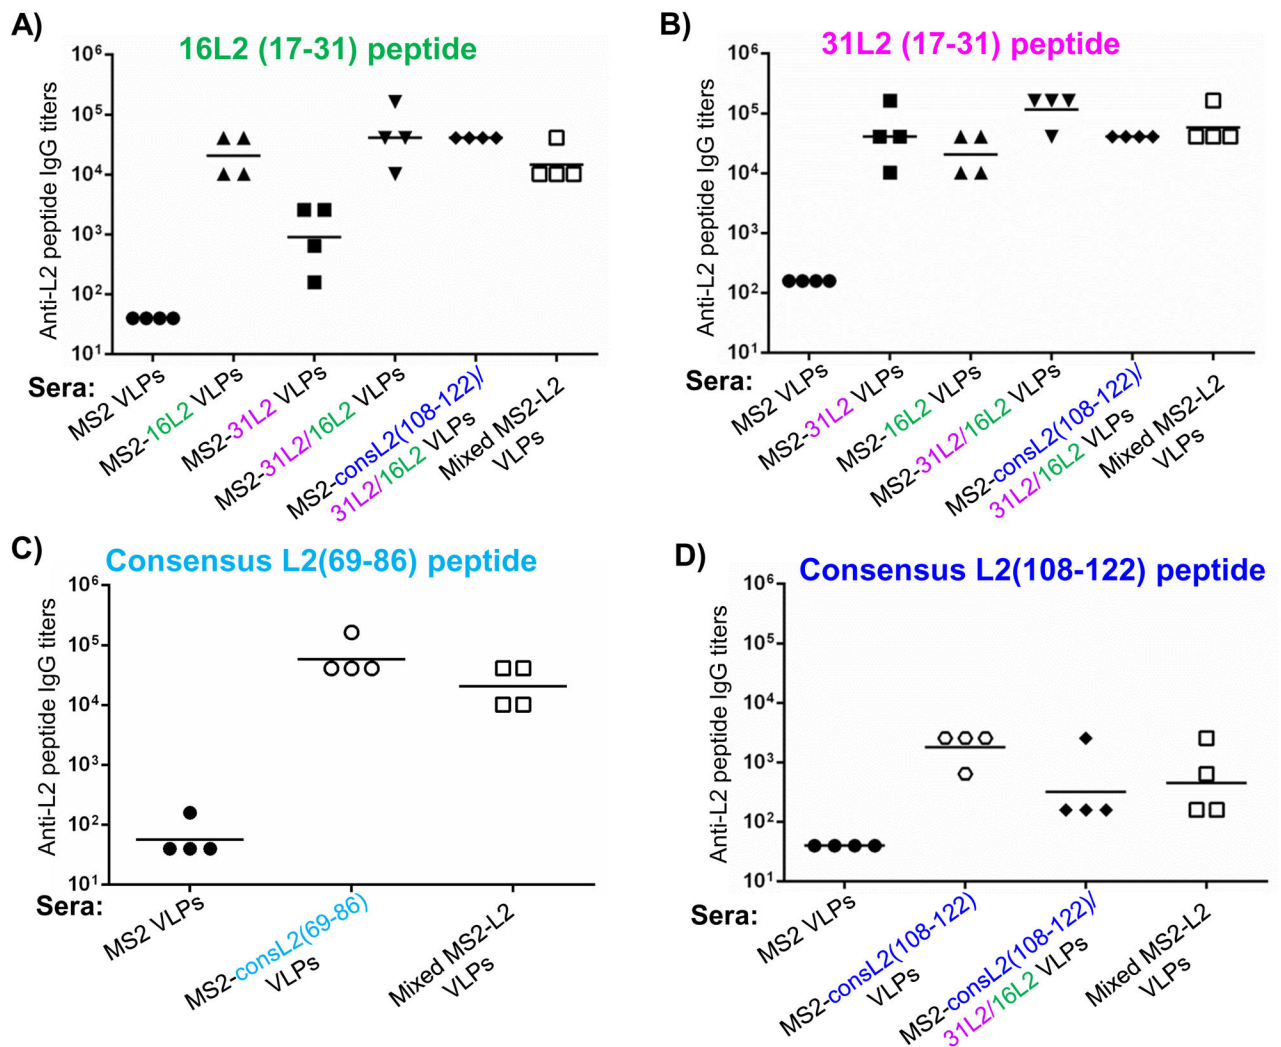 A)
16L2 (17-31) peptide
Anti-L2 peptide IgG titers
10⁶
10⁵
10⁴
10³
10²
10¹
Sera:
MS2 VLPs
MS2-16L2 VLPs
MS2-31L2 VLPs
MS2-31L2/16L2 VLPs
MS2-consL2(108-122)/
31L2/16L2 VLPs
Mixed MS2-L2
VLPs
B)
31L2 (17-31) peptide
Anti-L2 peptide IgG titers
10⁶
10⁵
10⁴
10³
10²
10¹
Sera:
MS2 VLPs
MS2-31L2 VLPs
MS2-16L2 VLPs
MS2-31L2/16L2 VLPs
MS2-consL2(108-122)/
31L2/16L2 VLPs
Mixed MS2-L2
VLPs
C)
Consensus L2(69-86) peptide
Anti-L2 peptide IgG titers
10⁶
10⁵
10⁴
10³
10²
10¹
Sera:
MS2 VLPs
MS2-consL2(69-86)
VLPs
Mixed MS2-L2
VLPs
D)
Consensus L2(108-122) peptide
Anti-L2 peptide IgG titers
10⁶
10⁵
10⁴
10³
10²
10¹
Sera:
MS2 VLPs
MS2-consL2(108-122)
VLPs
MS2-consL2(108-122)/
31L2/16L2 VLPs
Mixed MS2-L2
VLPs